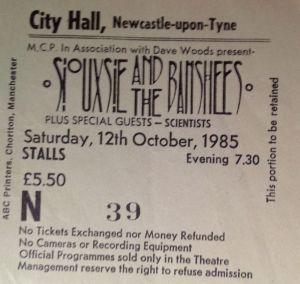 City Hall, Newcastle-upon-Tyne
M.C.P. In Association with Dave Woods present-
SIOUXSIE AND THE BANSHEES
PLUS SPECIAL GUESTS – SCIENTISTS
Saturday, 12th October, 1985
STALLS Evening 7.30
£5.50
N 39
No Tickets Exchanged nor Money Refunded
No Cameras or Recording Equipment
Official Programmes sold only in the Theatre
Management reserve the right to refuse admission
ABC Printers, Chorlton, Manchester
This portion to be retained